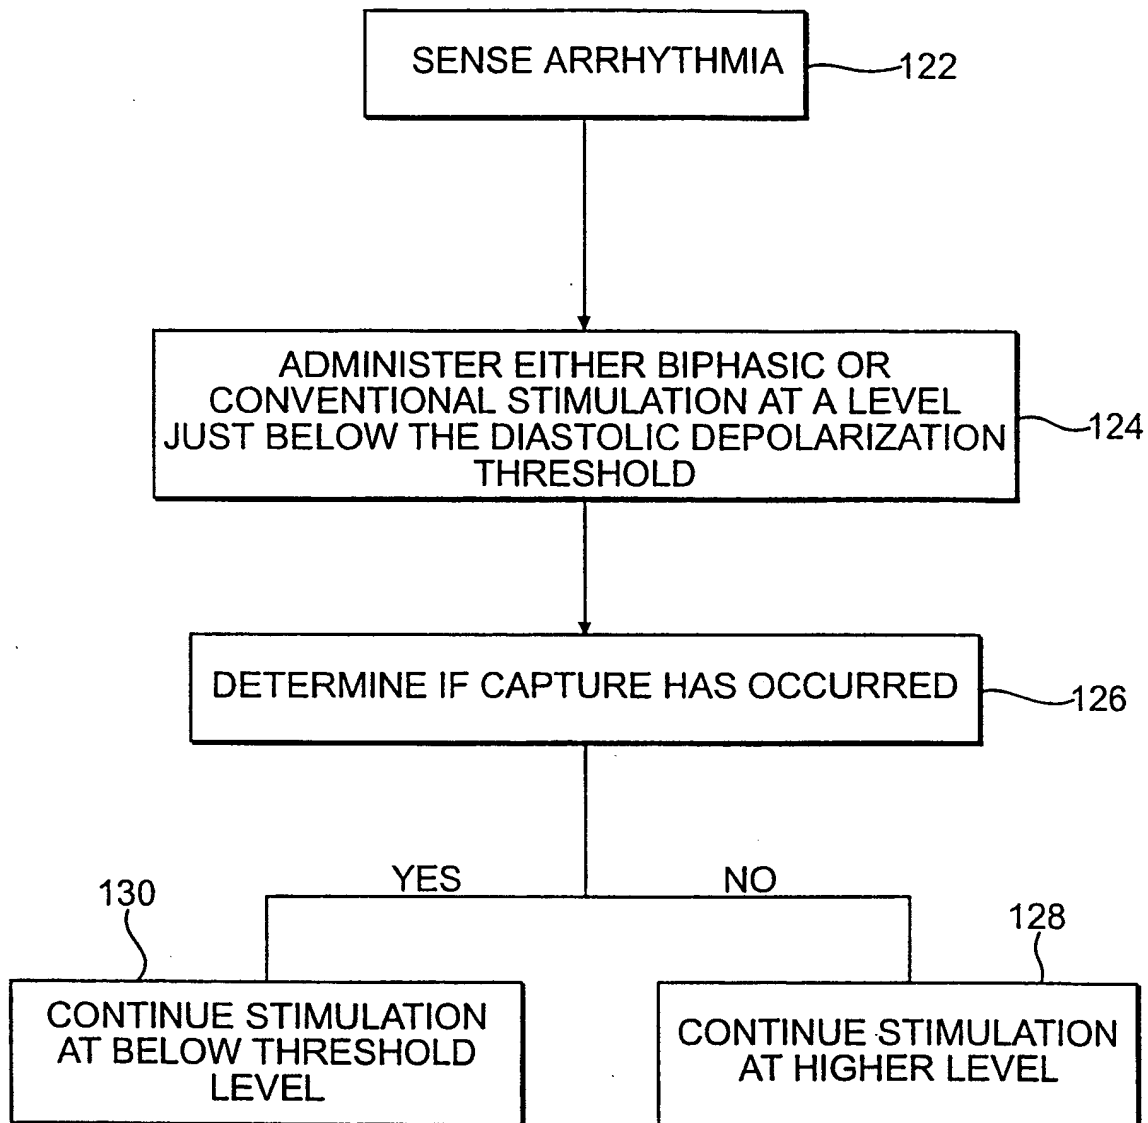 SENSE ARRHYTHMIA
122
ADMINISTER EITHER BIPHASIC OR
CONVENTIONAL STIMULATION AT A LEVEL
JUST BELOW THE DIASTOLIC DEPOLARIZATION
THRESHOLD
124
DETERMINE IF CAPTURE HAS OCCURRED
126
YES
NO
130
128
CONTINUE STIMULATION
AT BELOW THRESHOLD
LEVEL
CONTINUE STIMULATION
AT HIGHER LEVEL